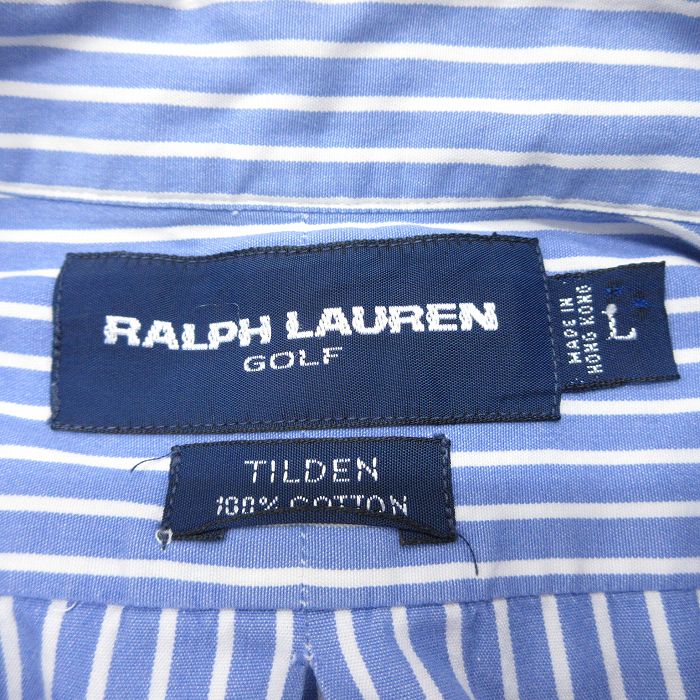 RALPH LAUREN
GOLF
MADE IN
HONG KONG
L
TILDEN
100% COTTON